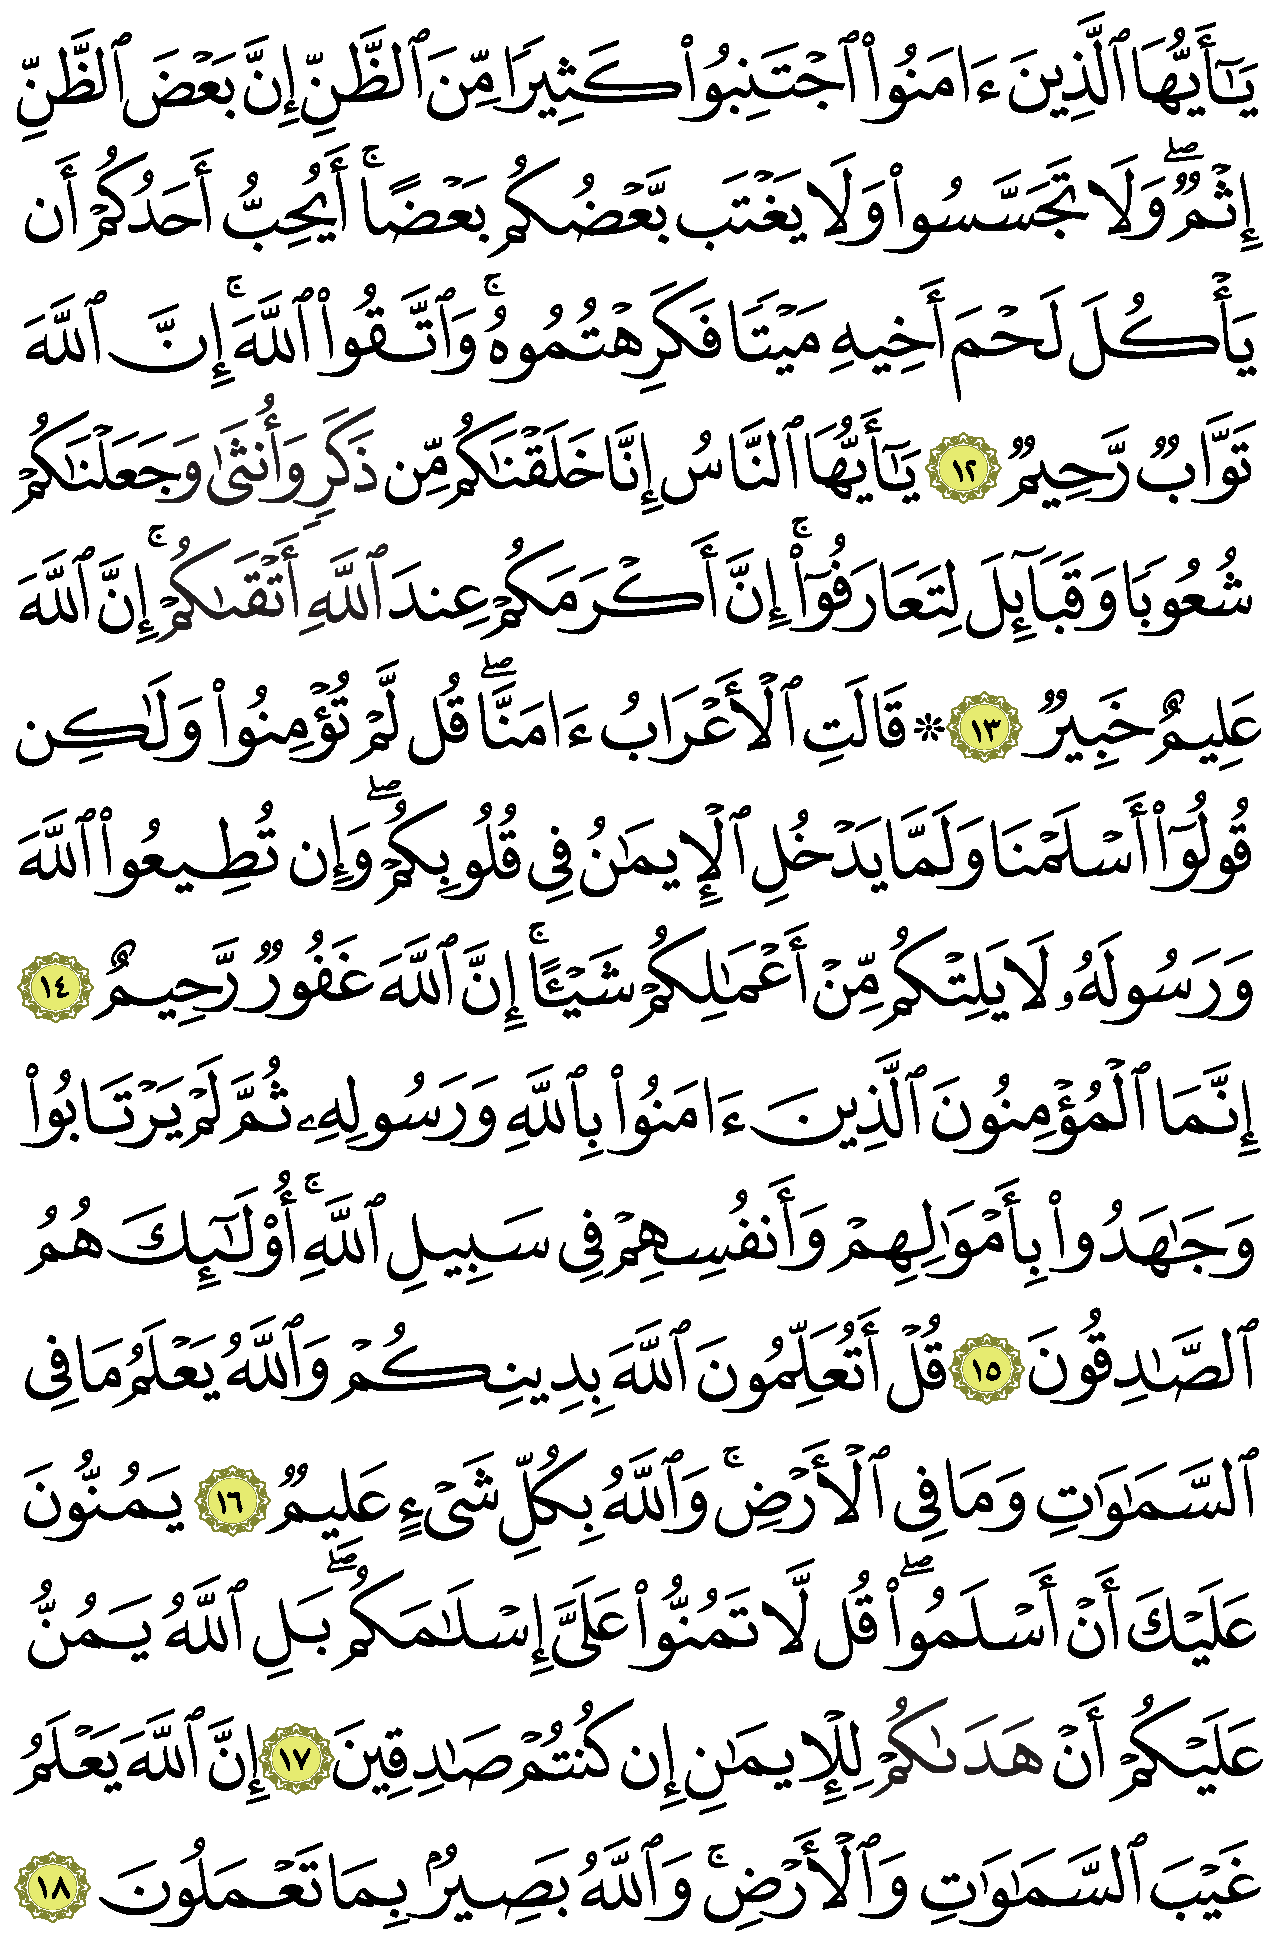 يَٰٓأَيُّهَا ٱلَّذِينَ ءَامَنُوا۟ ٱجْتَنِبُوا۟ كَثِيرًا مِّنَ ٱلظَّنِّ إِنَّ بَعْضَ ٱلظَّنِّ
إِثْمٌ ۖ وَلَا تَجَسَّسُوا۟ وَلَا يَغْتَب بَّعْضُكُم بَعْضًا ۚ أَيُحِبُّ أَحَدُكُمْ أَن
يَأْكُلَ لَحْمَ أَخِيهِ مَيْتًا فَكَرِهْتُمُوهُ ۚ وَٱتَّقُوا۟ ٱللَّهَ ۚ إِنَّ ٱللَّهَ
تَوَّابٌ رَّحِيمٌ ١٢ يَٰٓأَيُّهَا ٱلنَّاسُ إِنَّا خَلَقْنَٰكُم مِّن ذَكَرٍ وَأُنثَىٰ وَجَعَلْنَٰكُمْ
شُعُوبًا وَقَبَآئِلَ لِتَعَارَفُوٓا۟ ۚ إِنَّ أَكْرَمَكُمْ عِندَ ٱللَّهِ أَتْقَىٰكُمْ ۚ إِنَّ ٱللَّهَ
عَلِيمٌ خَبِيرٌ ١٣ ۞ قَالَتِ ٱلْأَعْرَابُ ءَامَنَّا ۖ قُل لَّمْ تُؤْمِنُوا۟ وَلَٰكِن
قُولُوٓا۟ أَسْلَمْنَا وَلَمَّا يَدْخُلِ ٱلْإِيمَٰنُ فِى قُلُوبِكُمْ ۖ وَإِن تُطِيعُوا۟ ٱللَّهَ
وَرَسُولَهُۥ لَا يَلِتْكُم مِّنْ أَعْمَٰلِكُمْ شَيْـًٔا ۚ إِنَّ ٱللَّهَ غَفُورٌ رَّحِيمٌ ١٤
إِنَّمَا ٱلْمُؤْمِنُونَ ٱلَّذِينَ ءَامَنُوا۟ بِٱللَّهِ وَرَسُولِهِۦ ثُمَّ لَمْ يَرْتَابُوا۟
وَجَٰهَدُوا۟ بِأَمْوَٰلِهِمْ وَأَنفُسِهِمْ فِى سَبِيلِ ٱللَّهِ ۚ أُو۟لَٰٓئِكَ هُمُ
ٱلصَّٰدِقُونَ ١٥ قُلْ أَتُعَلِّمُونَ ٱللَّهَ بِدِينِكُمْ وَٱللَّهُ يَعْلَمُ مَا فِى
ٱلسَّمَٰوَٰتِ وَمَا فِى ٱلْأَرْضِ ۚ وَٱللَّهُ بِكُلِّ شَىْءٍ عَلِيمٌ ١٦ يَمُنُّونَ
عَلَيْكَ أَنْ أَسْلَمُوا۟ ۖ قُل لَّا تَمُنُّوا۟ عَلَىَّ إِسْلَٰمَكُم ۖ بَلِ ٱللَّهُ يَمُنُّ
عَلَيْكُمْ أَنْ هَدَىٰكُمْ لِلْإِيمَٰنِ إِن كُنتُمْ صَٰدِقِينَ ١٧ إِنَّ ٱللَّهَ يَعْلَمُ
غَيْبَ ٱلسَّمَٰوَٰتِ وَٱلْأَرْضِ ۚ وَٱللَّهُ بَصِيرٌۢ بِمَا تَعْمَلُونَ ١٨